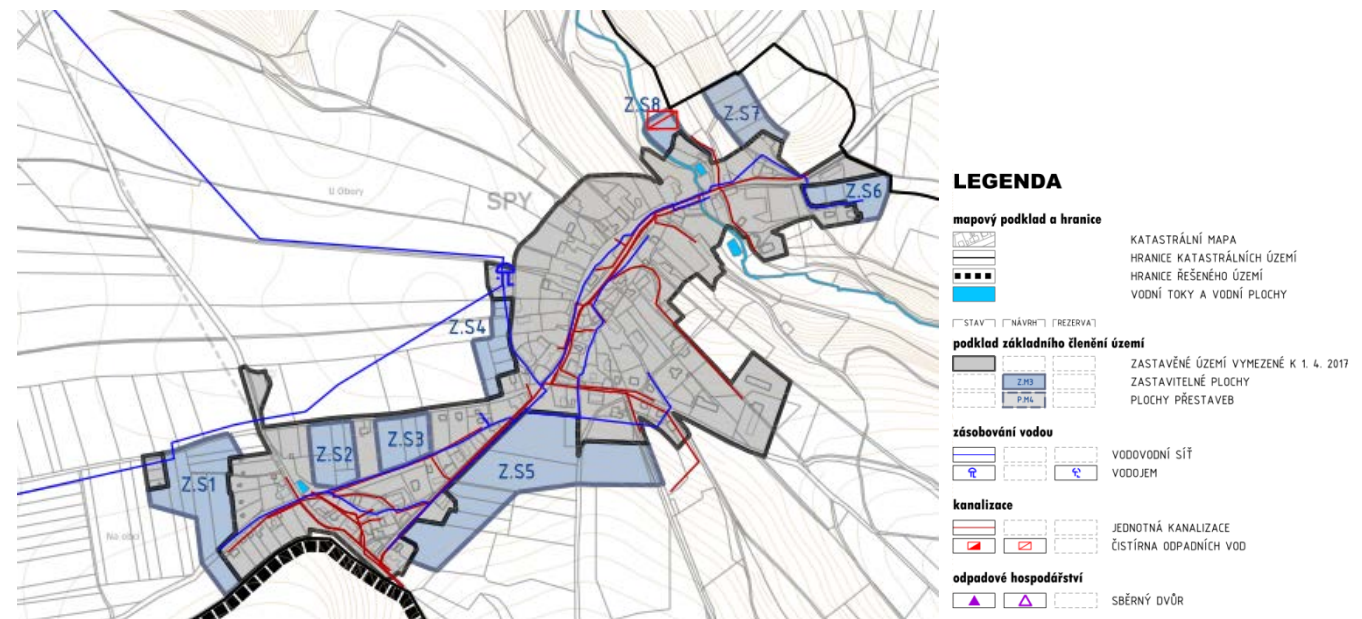 Z.S8
Z.S7
U Obory
SPY
Z.S6
Z.S4
Z.S2
Z.S3
Z.S5
Z.S1
Na obci
LEGENDA
mapový podklad a hranice
KATASTRÁLNÍ MAPA
HRANICE KATASTRÁLNÍCH ÚZEMÍ
HRANICE ŘEŠENÉHO ÚZEMÍ
VODNÍ TOKY A VODNÍ PLOCHY
STAV NÁVRH REZERVA
podklad základního členění území
ZASTAVĚNÉ ÚZEMÍ VYMEZENÉ K 1. 4. 2017
Z.M3 ZASTAVITELNÉ PLOCHY
P.M4 PLOCHY PŘESTAVEB
zásobování vodou
VODOVODNÍ SÍŤ
VODOJEM
kanalizace
JEDNOTNÁ KANALIZACE
ČISTÍRNA ODPADNÍCH VOD
odpadové hospodářství
SBĚRNÝ DVŮR